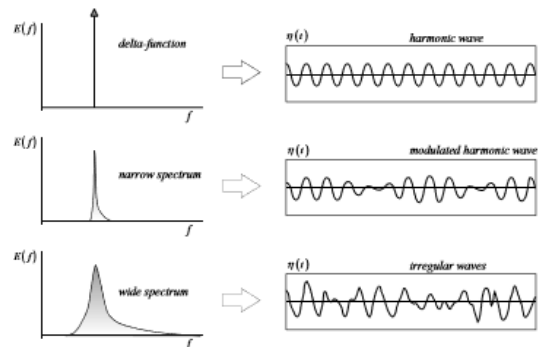 E(f)
delta-function
f
η(t)
harmonic wave
E(f)
narrow spectrum
f
η(t)
modulated harmonic wave
E(f)
wide spectrum
f
η(t)
irregular waves